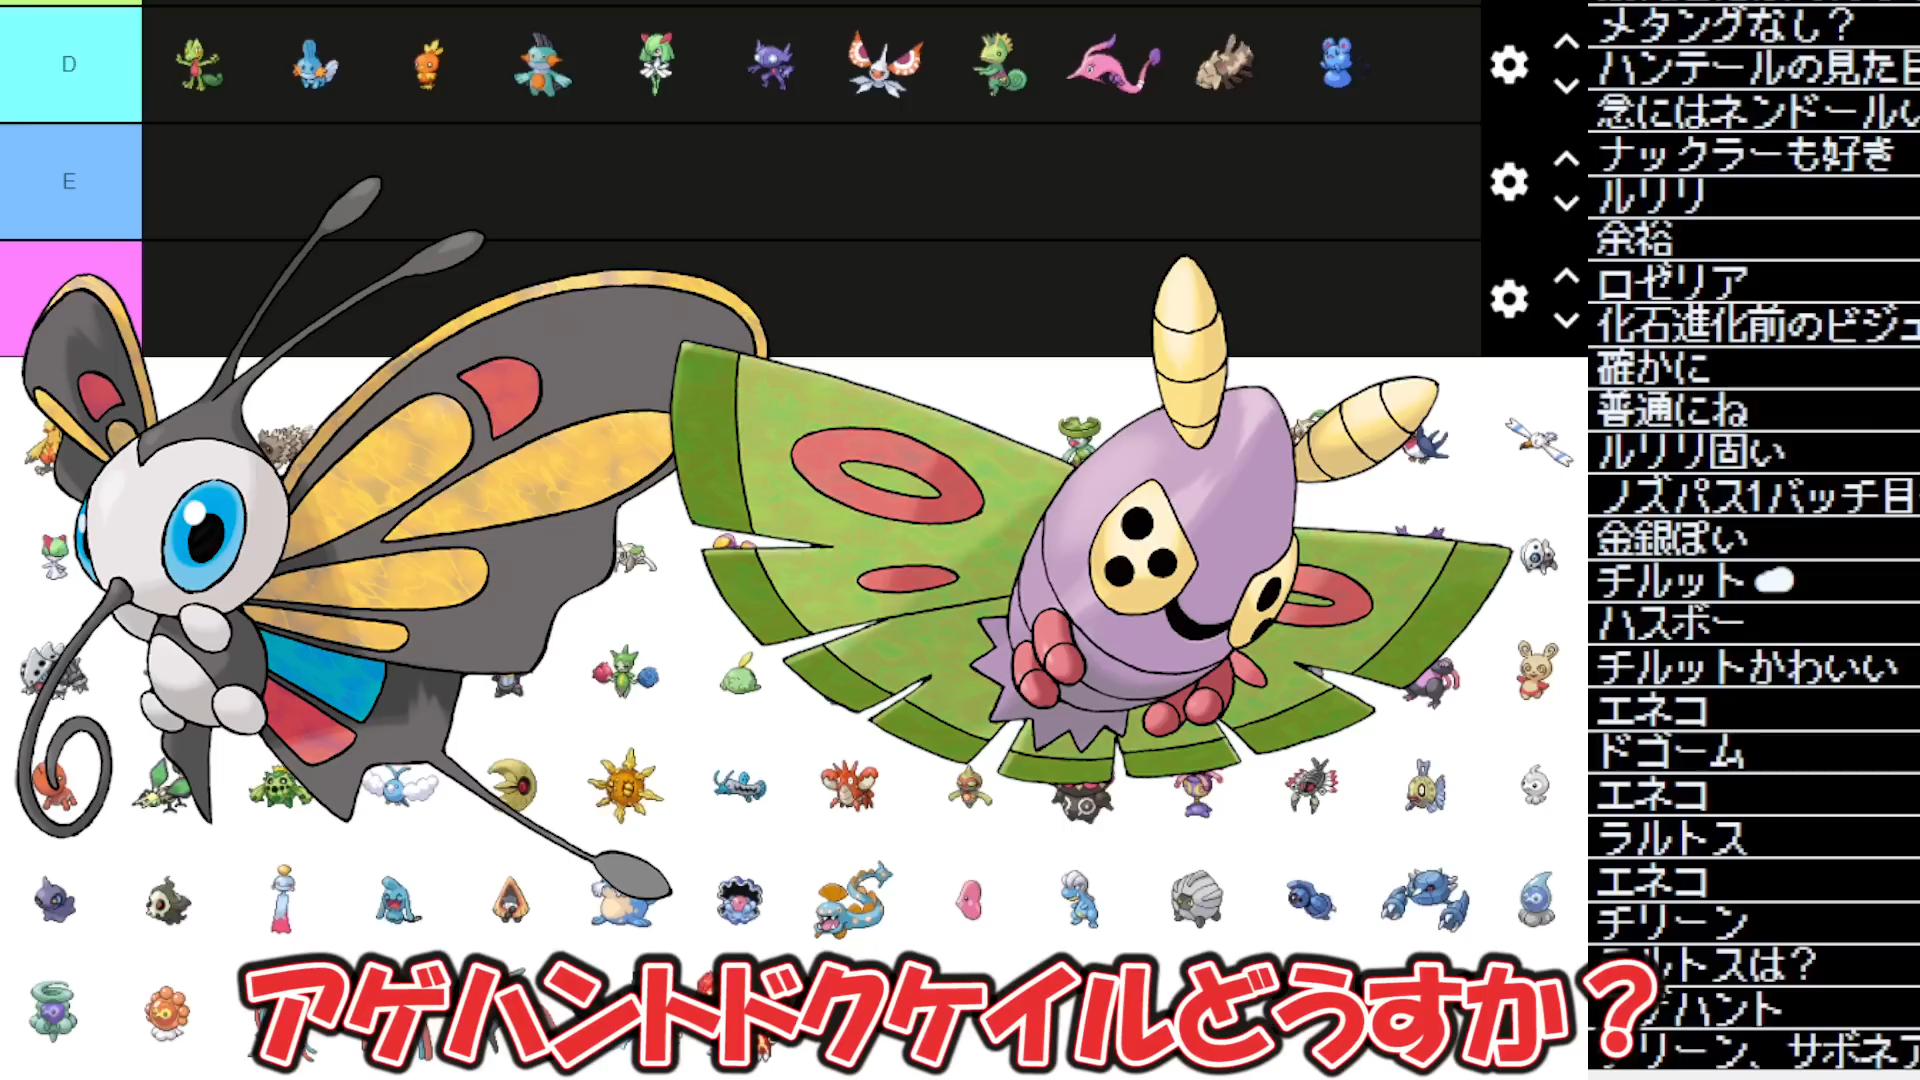 D
E
メタングなし？
ハンテールの見た目
念にはネンドールい
ナックラーも好き
ルリリ
余裕
ロゼリア
化石進化前のビジュ
確かに
普通にね
ルリリ固い
ノズパス1バッチ目
金銀ぽい
チルット
ハスボー
チルットかわいい
エネコ
ドゴーム
エネコ
ラルトス
エネコ
チリーン
ルトスは？
ゲハント
リーン、サボネア
アゲハントドクケイルどうすか？